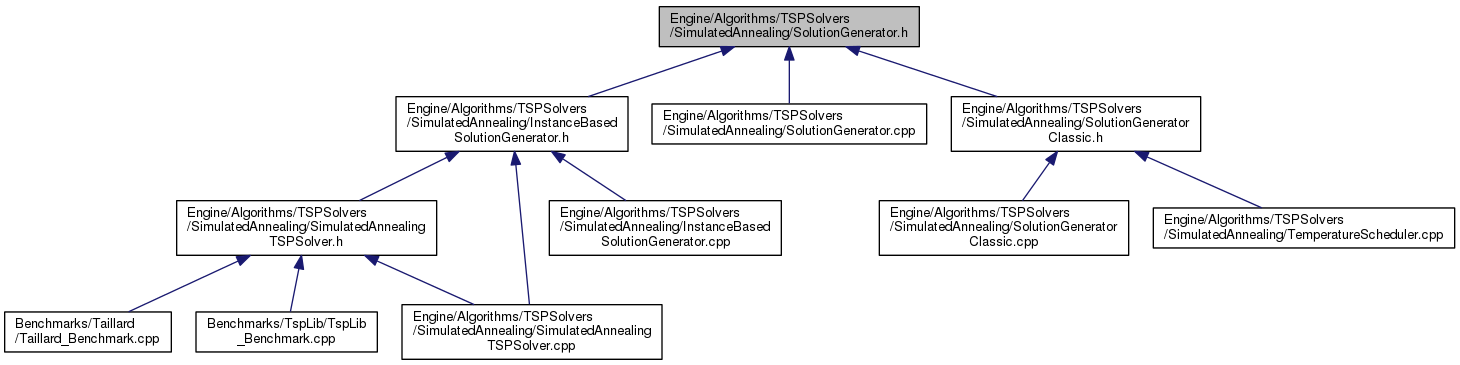 Engine/Algorithms/TSPSolvers
/SimulatedAnnealing/SolutionGenerator.h
Engine/Algorithms/TSPSolvers
/SimulatedAnnealing/InstanceBased
SolutionGenerator.h
Engine/Algorithms/TSPSolvers
/SimulatedAnnealing/SolutionGenerator.cpp
Engine/Algorithms/TSPSolvers
/SimulatedAnnealing/SolutionGenerator
Classic.h
Engine/Algorithms/TSPSolvers
/SimulatedAnnealing/SimulatedAnnealing
TSPSolver.h
Engine/Algorithms/TSPSolvers
/SimulatedAnnealing/InstanceBased
SolutionGenerator.cpp
Engine/Algorithms/TSPSolvers
/SimulatedAnnealing/SolutionGenerator
Classic.cpp
Engine/Algorithms/TSPSolvers
/SimulatedAnnealing/TemperatureScheduler.cpp
Benchmarks/Taillard
/Taillard_Benchmark.cpp
Benchmarks/TspLib/TspLib
_Benchmark.cpp
Engine/Algorithms/TSPSolvers
/SimulatedAnnealing/SimulatedAnnealing
TSPSolver.cpp